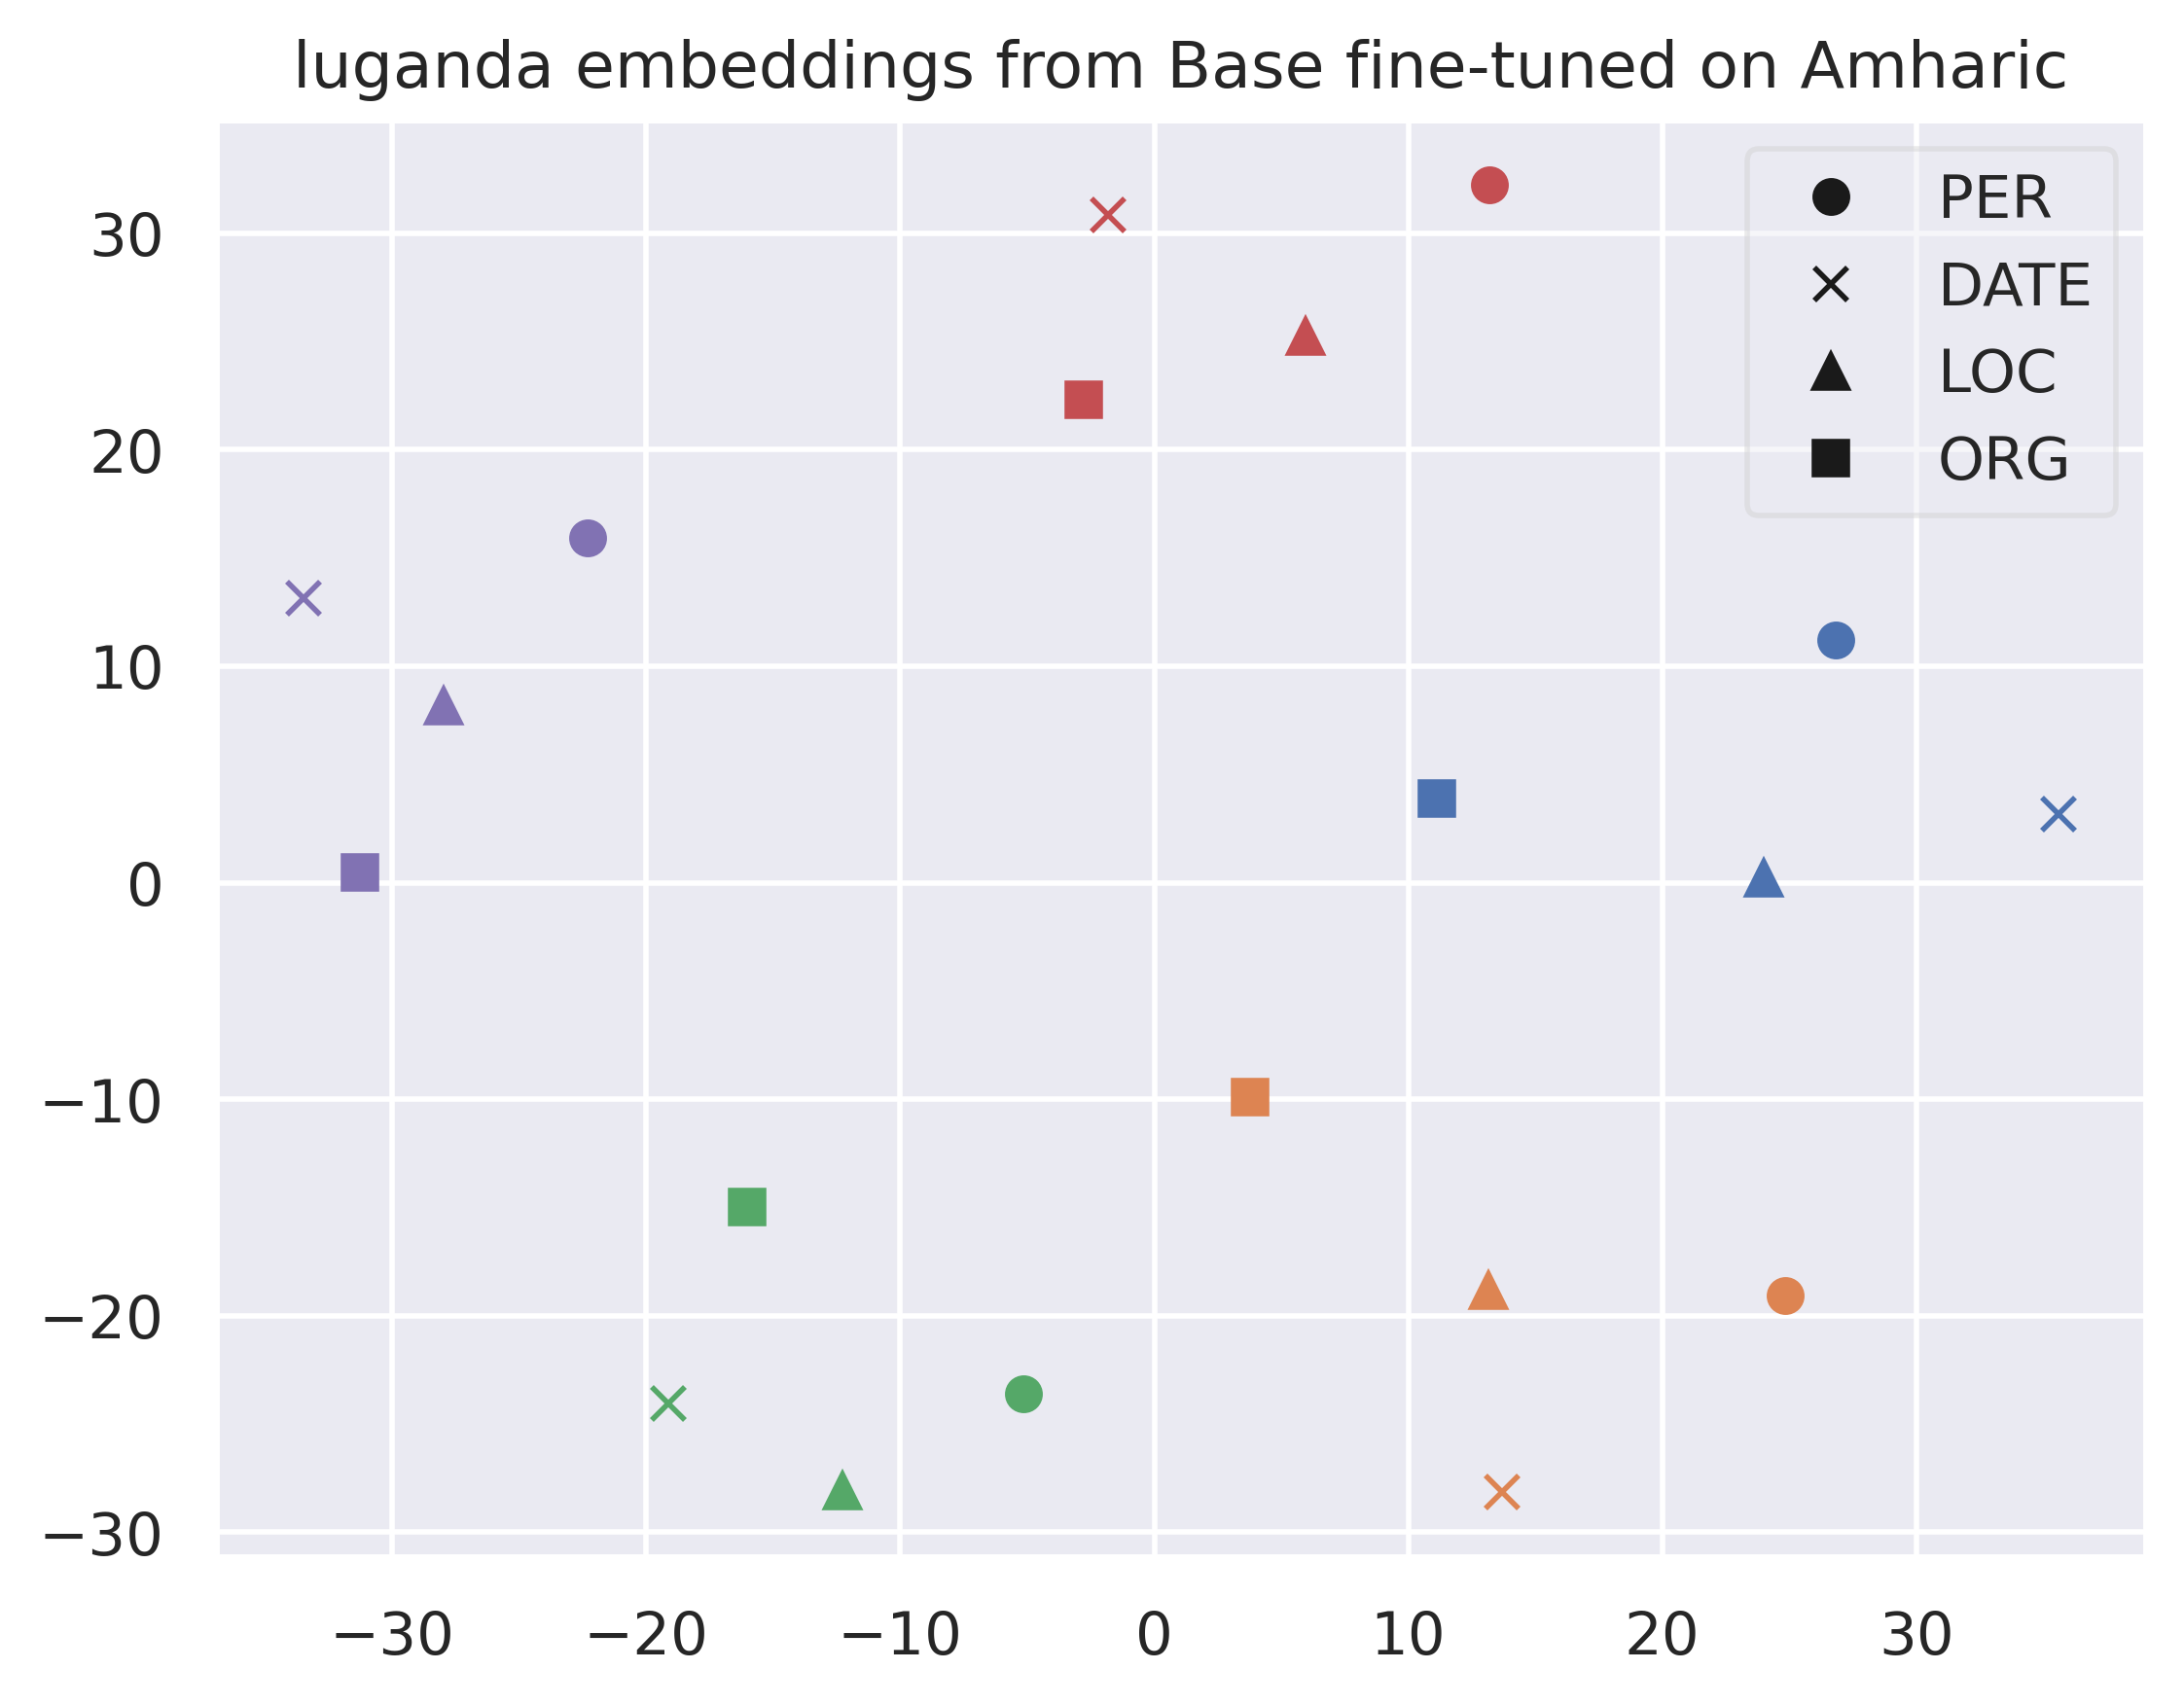 luganda embeddings from Base fine-tuned on Amharic
PER
DATE
LOC
ORG
30
20
10
0
−10
−20
−30
−30 −20 −10 0 10 20 30